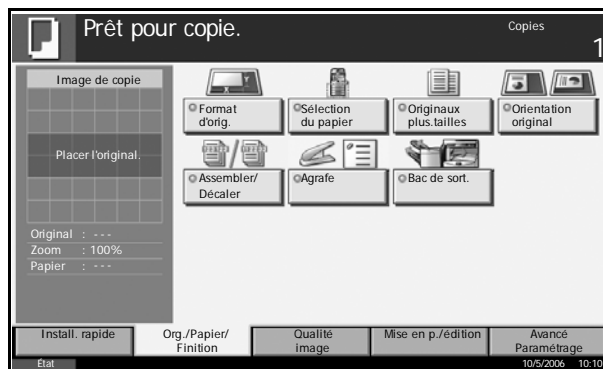 Prêt pour copie.
Copies
1
Image de copie
Placer l'original.
Original : ---
Zoom : 100%
Papier : ---
Format
d'orig.
Sélection
du papier
Originaux
plus.tailles
Orientation
original
Assembler/
Décaler
Agrafe
Bac de sort.
Install. rapide
Org./Papier/
Finition
Qualité
image
Mise en p./édition
Avancé
Paramétrage
État
10/5/2006 10:10